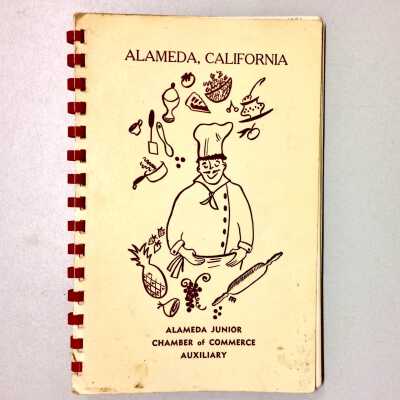 ALAMEDA, CALIFORNIA
ALAMEDA JUNIOR
CHAMBER of COMMERCE
AUXILIARY